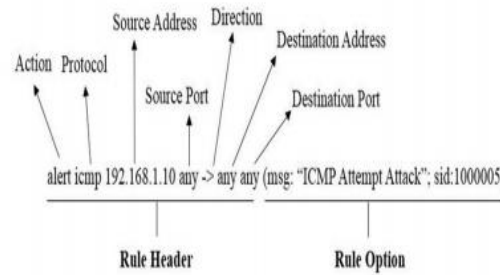 Source Address
Direction
Destination Address
Action Protocol
Source Port
Destination Port
alert icmp 192.168.1.10 any -> any any (msg: “ICMP Attempt Attack”; sid:1000005
Rule Header
Rule Option